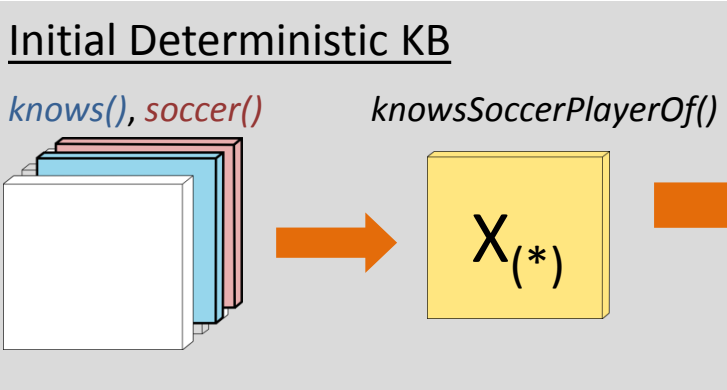 Initial Deterministic KB
knows(), soccer() knowsSoccerPlayerOf()
X(*)